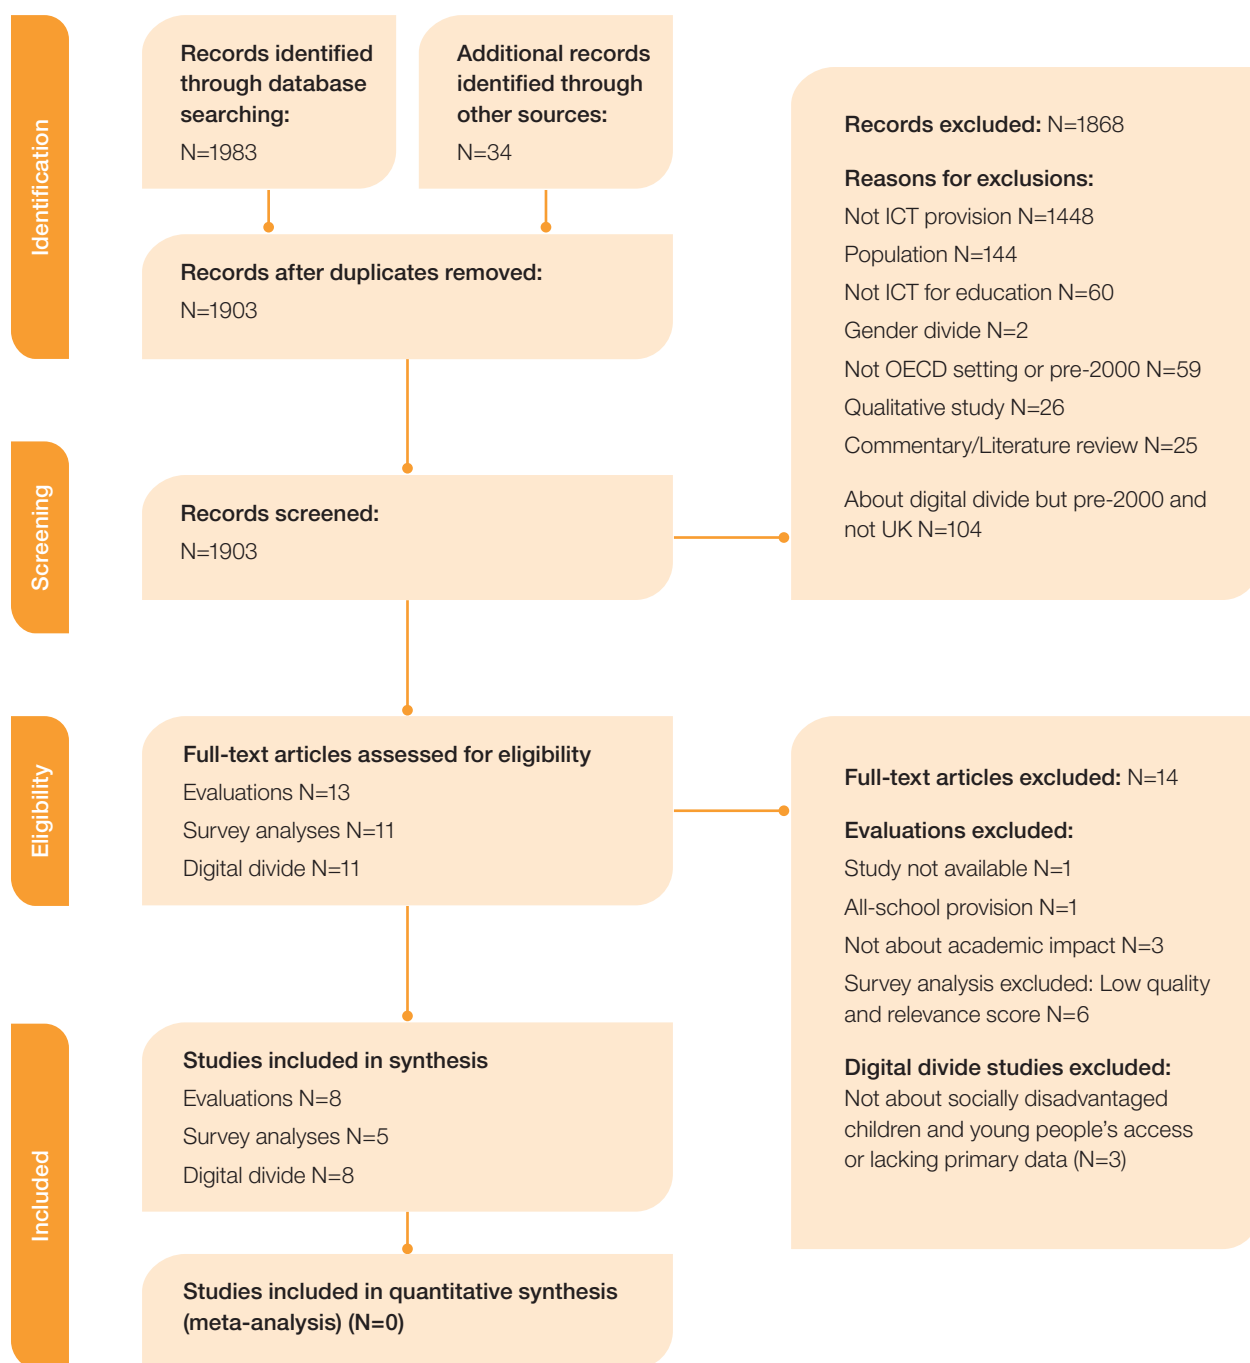 Identification
Records identified
through database
searching:
N=1983
Additional records
identified through
other sources:
N=34
Records after duplicates removed:
N=1903
Screening
Records screened:
N=1903
Records excluded: N=1868
Reasons for exclusions:
Not ICT provision N=1448
Population N=144
Not ICT for education N=60
Gender divide N=2
Not OECD setting or pre-2000 N=59
Qualitative study N=26
Commentary/Literature review N=25
About digital divide but pre-2000 and
not UK N=104
Eligibility
Full-text articles assessed for eligibility
Evaluations N=13
Survey analyses N=11
Digital divide N=11
Full-text articles excluded: N=14
Evaluations excluded:
Study not available N=1
All-school provision N=1
Not about academic impact N=3
Survey analysis excluded: Low quality
and relevance score N=6
Digital divide studies excluded:
Not about socially disadvantaged
children and young people’s access
or lacking primary data (N=3)
Included
Studies included in synthesis
Evaluations N=8
Survey analyses N=5
Digital divide N=8
Studies included in quantitative synthesis
(meta-analysis) (N=0)